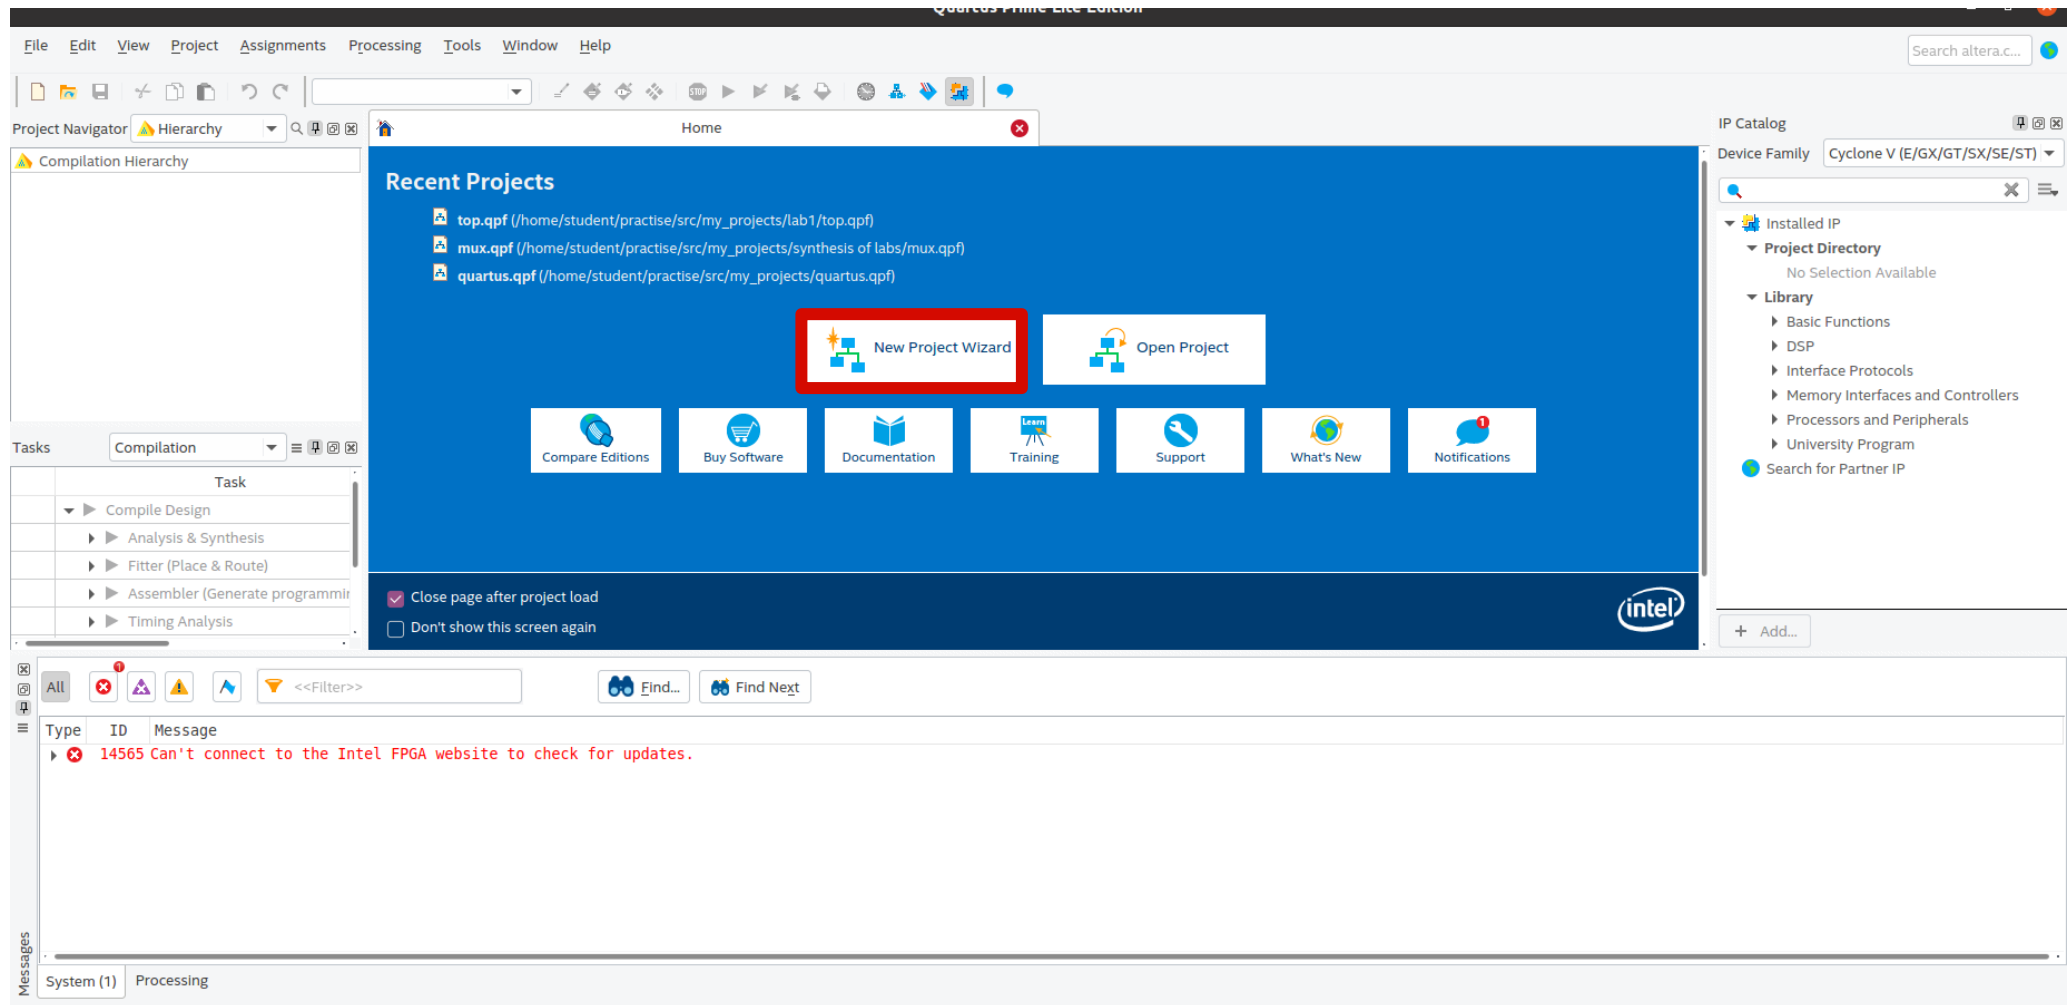 Quartus Prime Lite Edition
File Edit View Project Assignments Processing Tools Window Help
Search altera.c...
STOP
Project Navigator Hierarchy
Compilation Hierarchy
Home
Recent Projects
top.qpf (/home/student/practise/src/my_projects/lab1/top.qpf)
mux.qpf (/home/student/practise/src/my_projects/synthesis of labs/mux.qpf)
quartus.qpf (/home/student/practise/src/my_projects/quartus.qpf)
New Project Wizard
Open Project
Compare Editions
Buy Software
Documentation
Learn
Training
Support
What's New
1
Notifications
Close page after project load
Don't show this screen again
intel
IP Catalog
Device Family Cyclone V (E/GX/GT/SX/SE/ST)
Installed IP
Project Directory
No Selection Available
Library
Basic Functions
DSP
Interface Protocols
Memory Interfaces and Controllers
Processors and Peripherals
University Program
Search for Partner IP
+ Add...
Tasks Compilation
Task
Compile Design
Analysis & Synthesis
Fitter (Place & Route)
Assembler (Generate programmin
Timing Analysis
All
1
<<Filter>>
Find...
Find Next
Type ID Message
14565 Can't connect to the Intel FPGA website to check for updates.
Messages
System (1) Processing